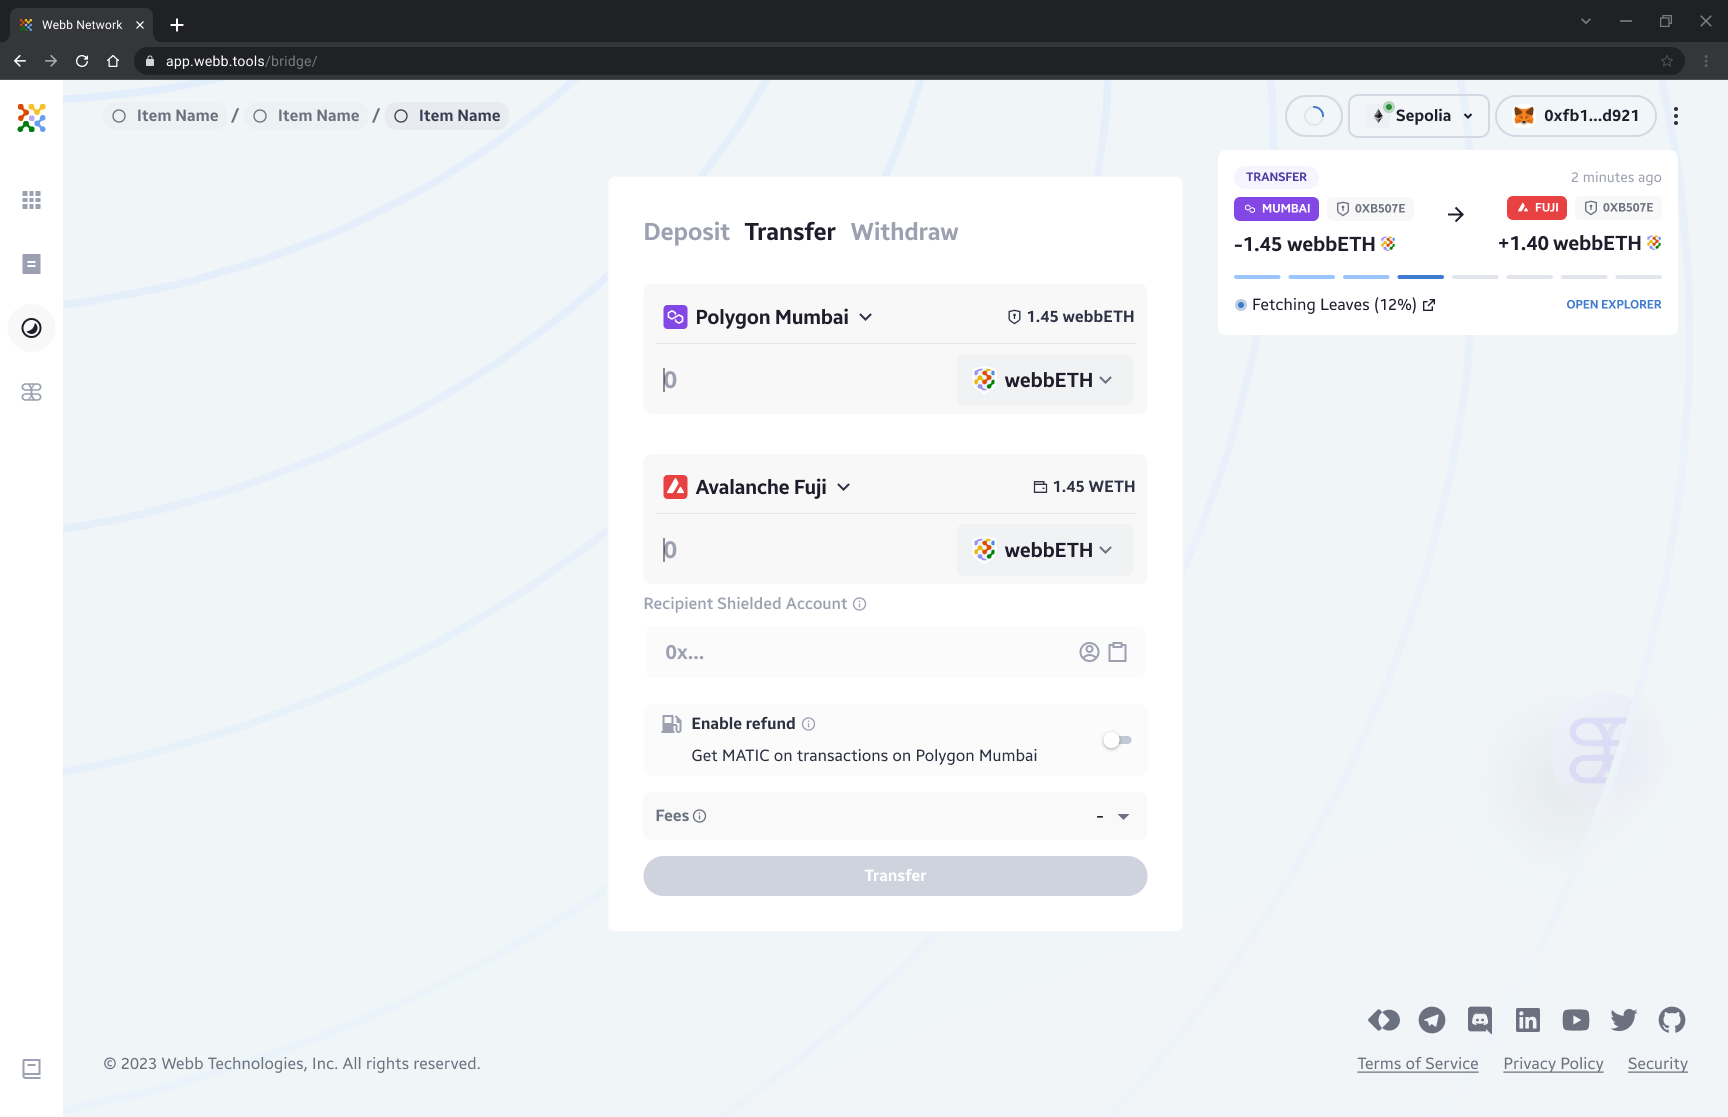 Webb Network
app.webb.tools/bridge/
Item Name / Item Name / Item Name
Sepolia
0xfb1...d921
TRANSFER
2 minutes ago
MUMBAI
0XB507E
FUJI
0XB507E
-1.45 webbETH
+1.40 webbETH
Fetching Leaves (12%)
OPEN EXPLORER
Deposit Transfer Withdraw
Polygon Mumbai
1.45 webbETH
0
webbETH
Avalanche Fuji
1.45 WETH
0
webbETH
Recipient Shielded Account
0x...
Enable refund
Get MATIC on transactions on Polygon Mumbai
Fees
-
Transfer
© 2023 Webb Technologies, Inc. All rights reserved.
Terms of Service
Privacy Policy
Security